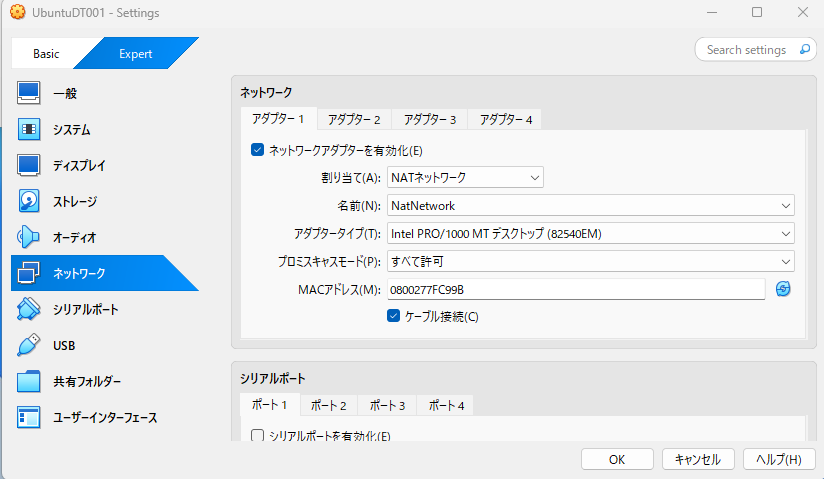 UbuntuDT001 - Settings
Basic
Expert
Search settings
一般
システム
ディスプレイ
ストレージ
オーディオ
ネットワーク
シリアルポート
USB
共有フォルダー
ユーザーインターフェース
ネットワーク
アダプター 1 アダプター 2 アダプター 3 アダプター 4
ネットワークアダプターを有効化(E)
割り当て(A): NATネットワーク
名前(N): NatNetwork
アダプタータイプ(T): Intel PRO/1000 MT デスクトップ (82540EM)
プロミスキャスモード(P): すべて許可
MACアドレス(M): 0800277FC99B
ケーブル接続(C)
シリアルポート
ポート 1 ポート 2 ポート 3 ポート 4
シリアルポートを有効化(E)
OK キャンセル ヘルプ(H)